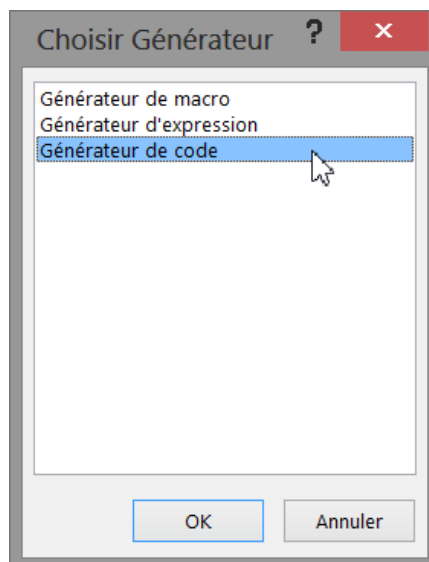 Choisir Générateur ? ×
Générateur de macro
Générateur d'expression
Générateur de code
OK Annuler